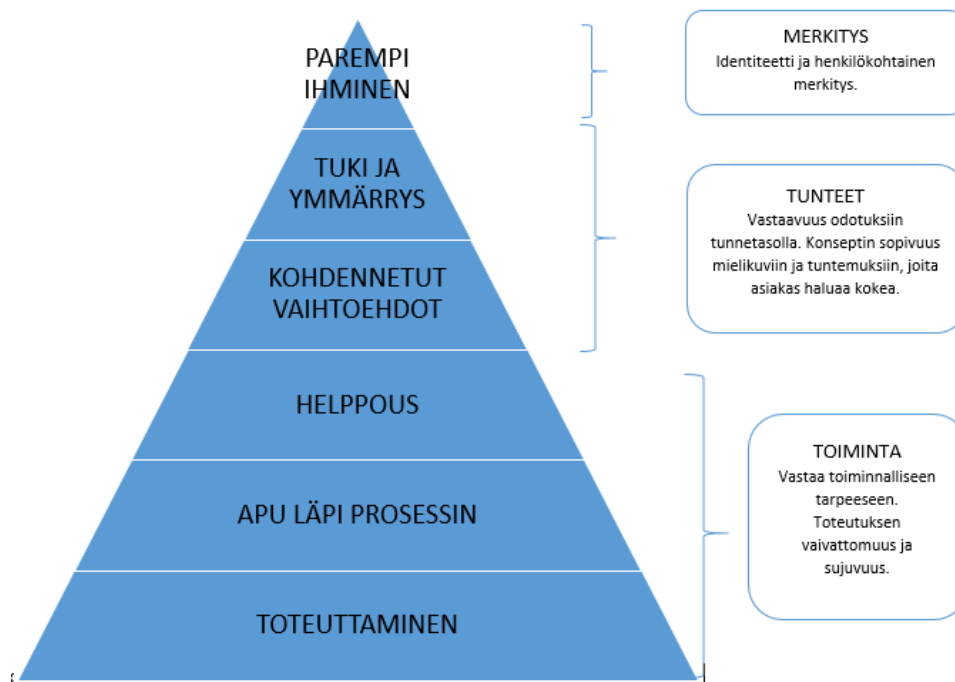 PAREMPI
IHMINEN
TUKI JA
YMMÄRRYS
KOHDENNETUT
VAIHTOEHDOT
HELPPOUS
APU LÄPI PROSESSIN
TOTEUTTAMINEN
MERKITYS
Identiteetti ja henkilökohtainen
merkitys.
TUNTEET
Vastaavuus odotuksiin
tunnetasolla. Konseptin sopivuus
mielikuviin ja tuntemuksiin, joita
asiakas haluaa kokea.
TOIMINTA
Vastaa toiminnalliseen
tarpeeseen.
Toteutuksen
vaivattomuus ja
sujuvuus.